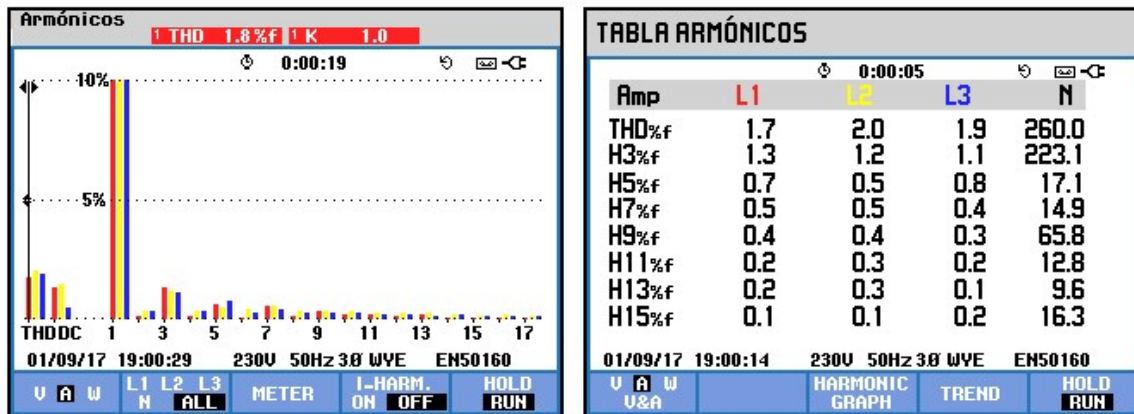 Armónicos
1 THD 1.8%f 1 K 1.0
0:00:19
10%
5%
THDDC 1 3 5 7 9 11 13 15 17
01/09/17 19:00:29 230V 50Hz 3Ø WYE EN50160
V A W
L1 L2 L3
N ALL
METER
I-HARM.
ON OFF
HOLD
RUN
TABLA ARMÓNICOS
0:00:05
Amp L1 L2 L3 N
THD%f 1.7 2.0 1.9 260.0
H3%f 1.3 1.2 1.1 223.1
H5%f 0.7 0.5 0.8 17.1
H7%f 0.5 0.5 0.4 14.9
H9%f 0.4 0.4 0.3 65.8
H11%f 0.2 0.3 0.2 12.8
H13%f 0.2 0.3 0.1 9.6
H15%f 0.1 0.1 0.2 16.3
01/09/17 19:00:14 230V 50Hz 3Ø WYE EN50160
V A W
V&A
HARMONIC
GRAPH
TREND
HOLD
RUN